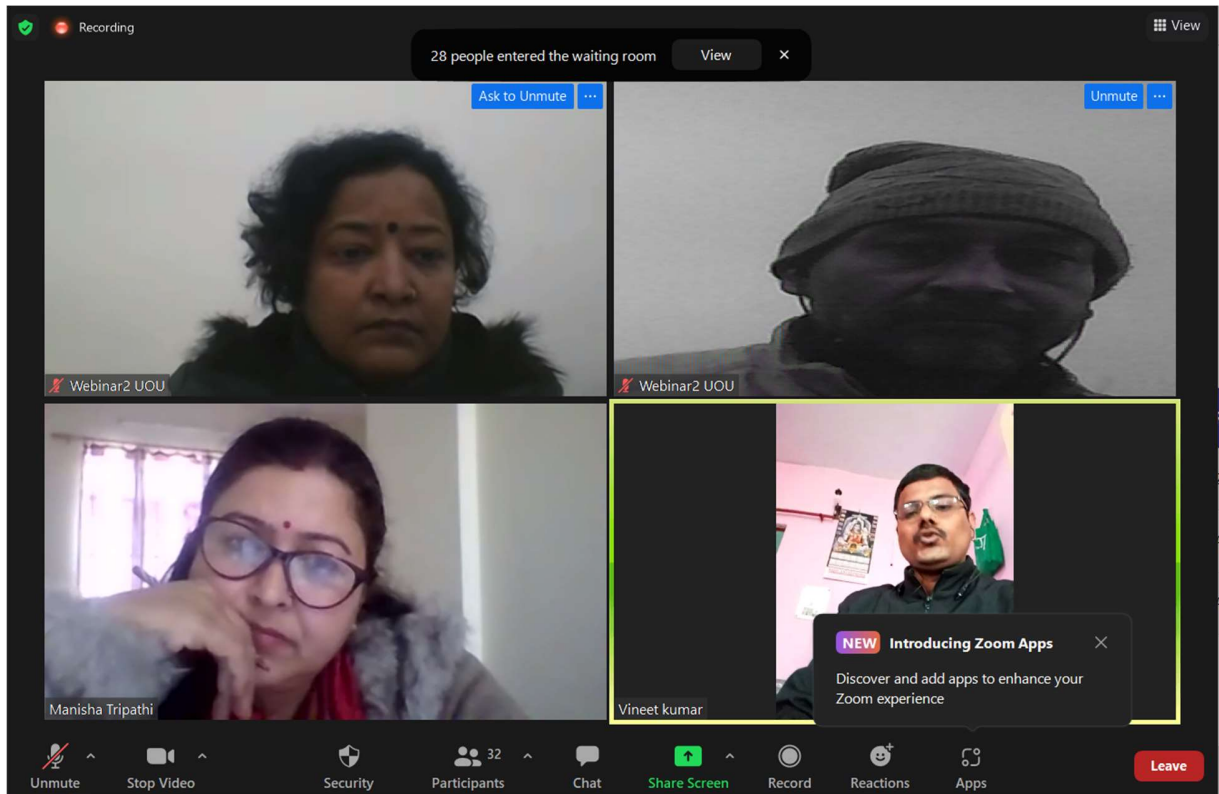 Recording
View
28 people entered the waiting room View
Ask to Unmute
Unmute
Webinar2 UOU
Webinar2 UOU
Manisha Tripathi
Vineet kumar
NEW Introducing Zoom Apps
Discover and add apps to enhance your
Zoom experience
Unmute
Stop Video
Security
32
Participants
Chat
Share Screen
Record
Reactions
Apps
Leave